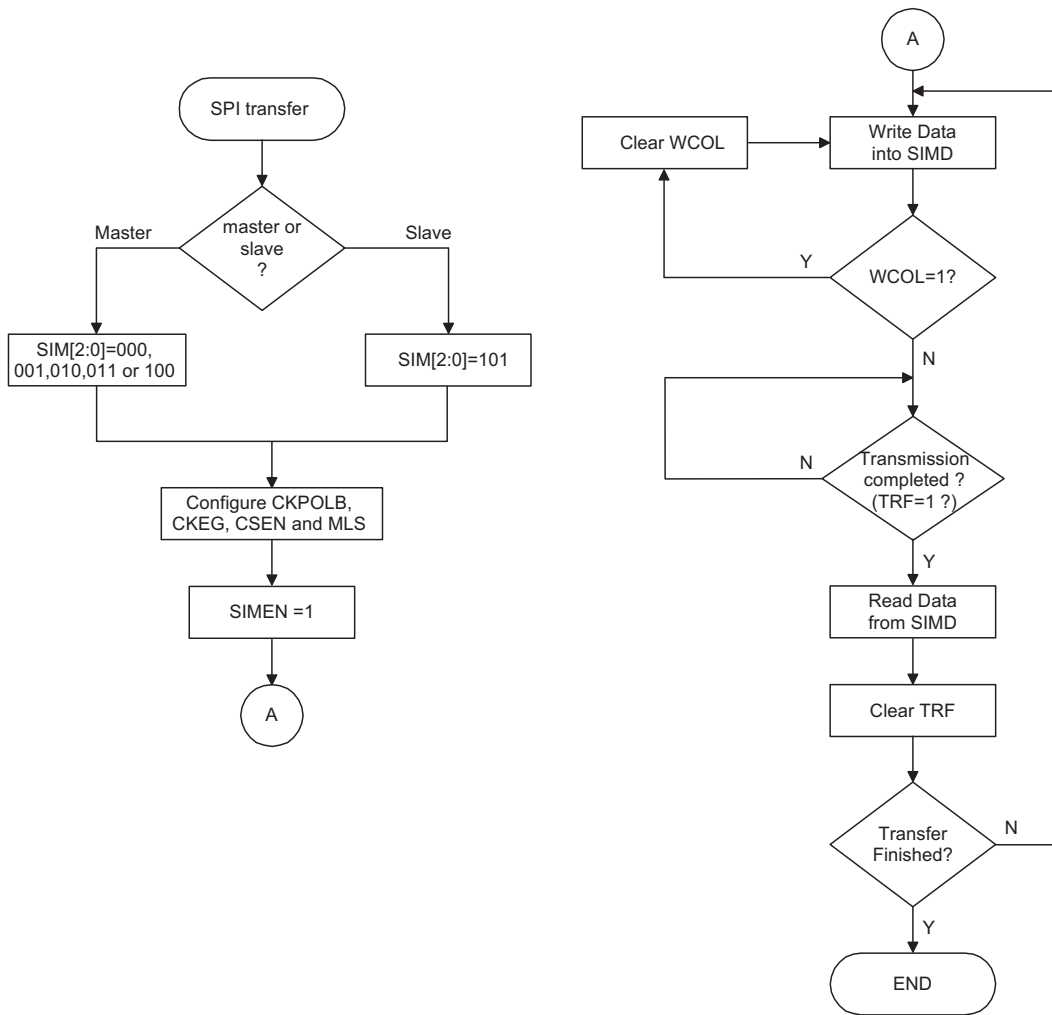 SPI transfer
master or
slave
?
Master
Slave
SIM[2:0]=000,
001,010,011 or 100
SIM[2:0]=101
Configure CKPOLB,
CKEG, CSEN and MLS
SIMEN =1
A
A
Write Data
into SIMD
Clear WCOL
WCOL=1?
Y
N
Transmission
completed ?
(TRF=1 ?)
N
Y
Read Data
from SIMD
Clear TRF
Transfer
Finished?
N
Y
END